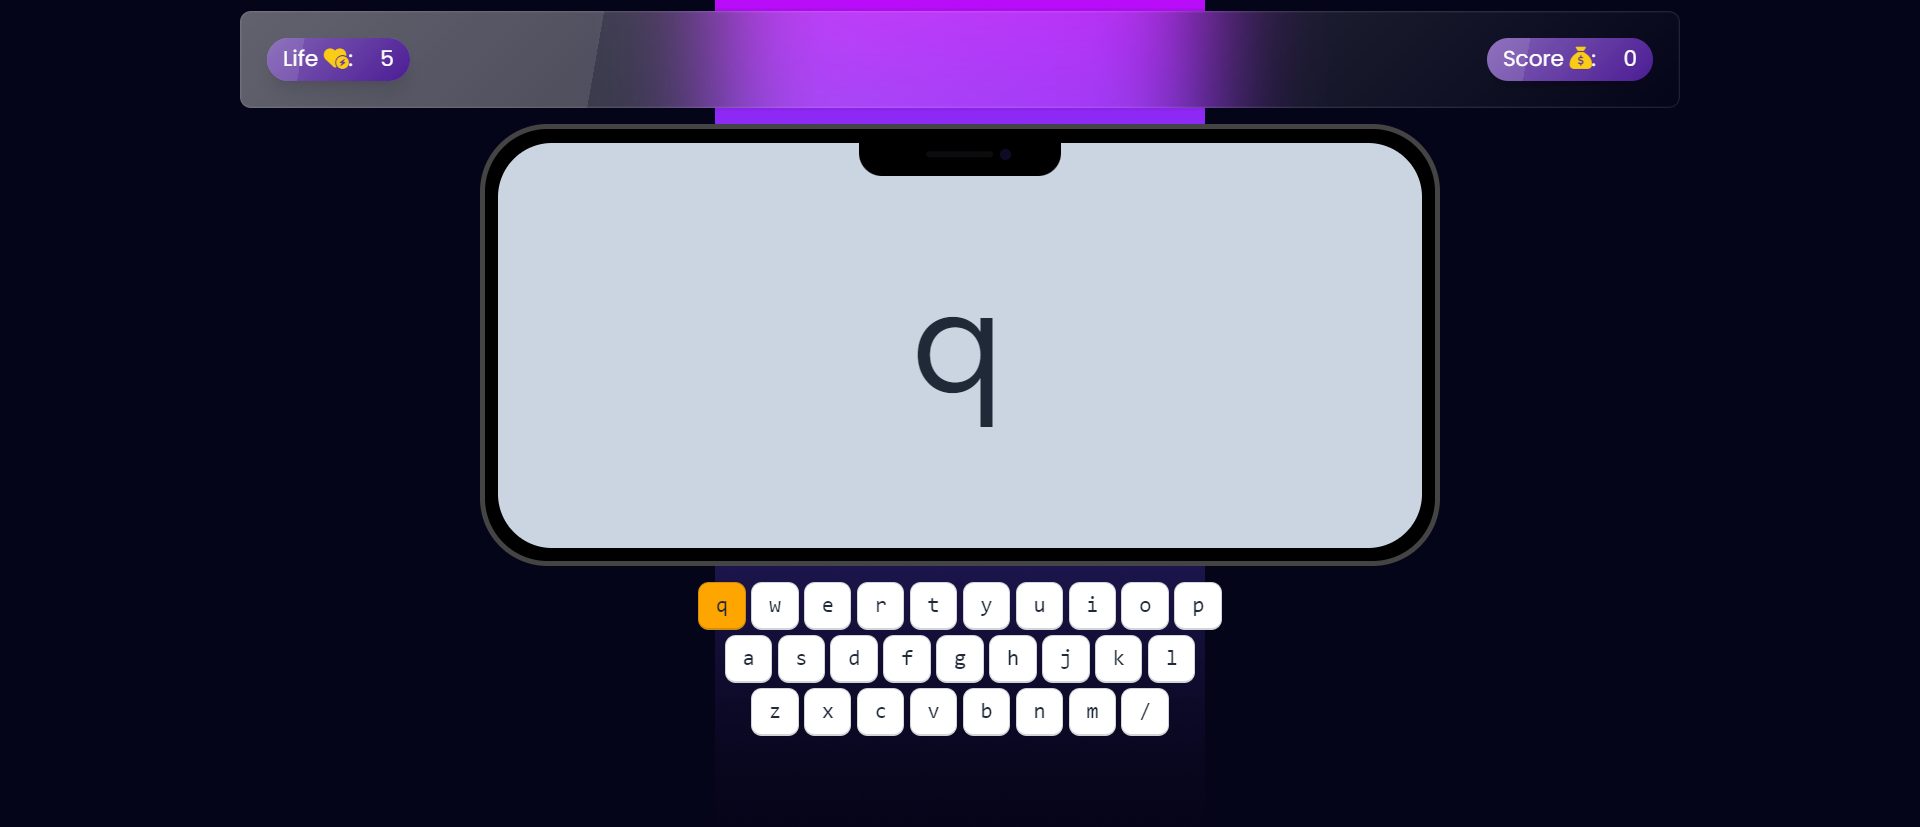 Life : 5
Score : 0
q
q w e r t y u i o p
a s d f g h j k l
z x c v b n m /